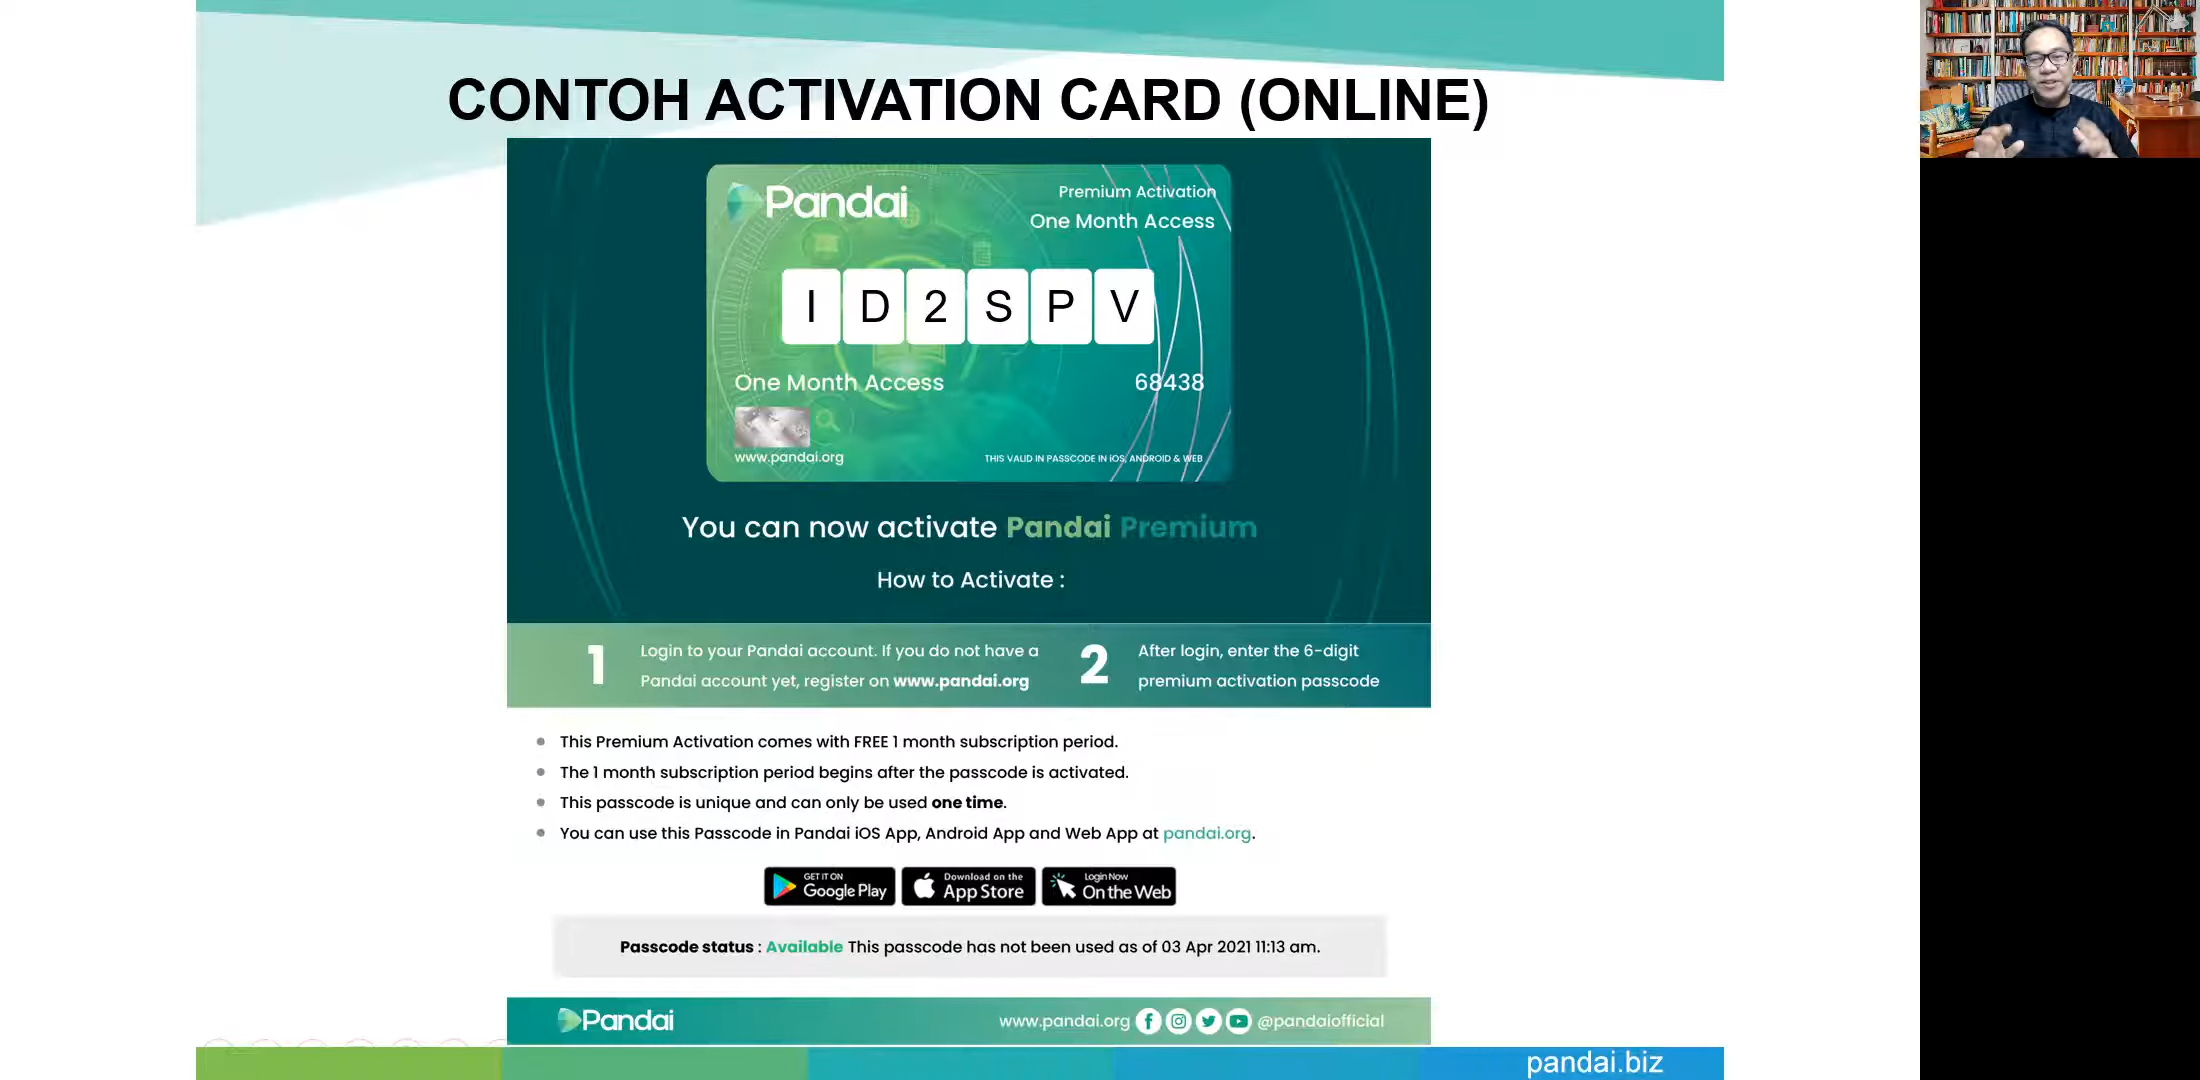 CONTOH ACTIVATION CARD (ONLINE)
Pandai
Premium Activation
One Month Access
I D 2 S P V
One Month Access 68438
www.pandai.org
THIS VALID IN PASSCODE IN iOS, ANDROID & WEB
You can now activate Pandai Premium
How to Activate :
1
Login to your Pandai account. If you do not have a
Pandai account yet, register on www.pandai.org
2
After login, enter the 6-digit
premium activation passcode
This Premium Activation comes with FREE 1 month subscription period.
The 1 month subscription period begins after the passcode is activated.
This passcode is unique and can only be used one time.
You can use this Passcode in Pandai iOS App, Android App and Web App at pandai.org.
GET IT ON
Google Play
Download on the
App Store
Login Now
On the Web
Passcode status : Available This passcode has not been used as of 03 Apr 2021 11:13 am.
Pandai
www.pandai.org @pandaiofficial
pandai.biz